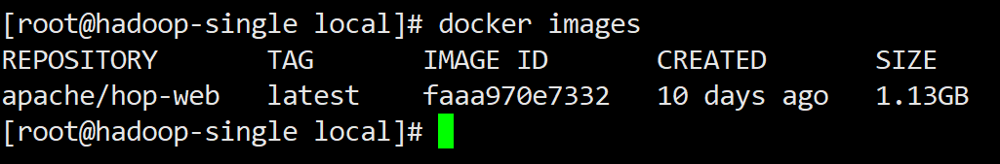 [root@hadoop-single local]# docker images
REPOSITORY TAG IMAGE ID CREATED SIZE
apache/hop-web latest faaa970e7332 10 days ago 1.13GB
[root@hadoop-single local]#